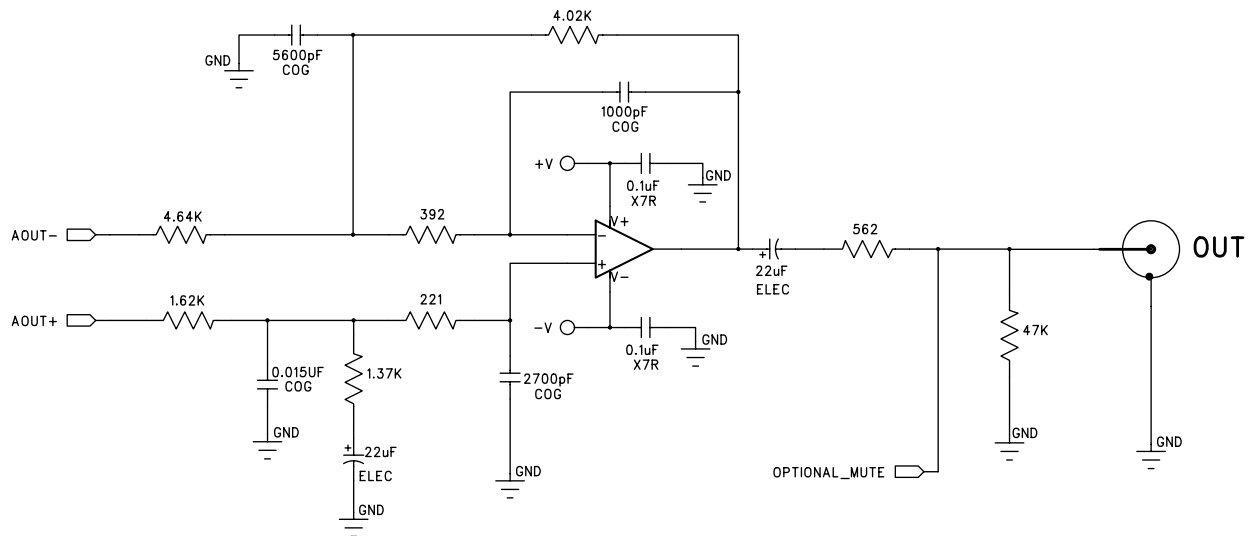 4.02K
GND
5600pF
COG
1000pF
COG
+V
GND
0.1uF
X7R
4.64K
392
V+
AOUT-
-
562
OUT
+
+
V-
22uF
ELEC
1.62K
221
AOUT+
-V
GND
0.1uF
X7R
47K
0.015UF
COG
1.37K
2700pF
COG
GND
GND
GND
+
22uF
ELEC
GND
OPTIONAL_MUTE
GND